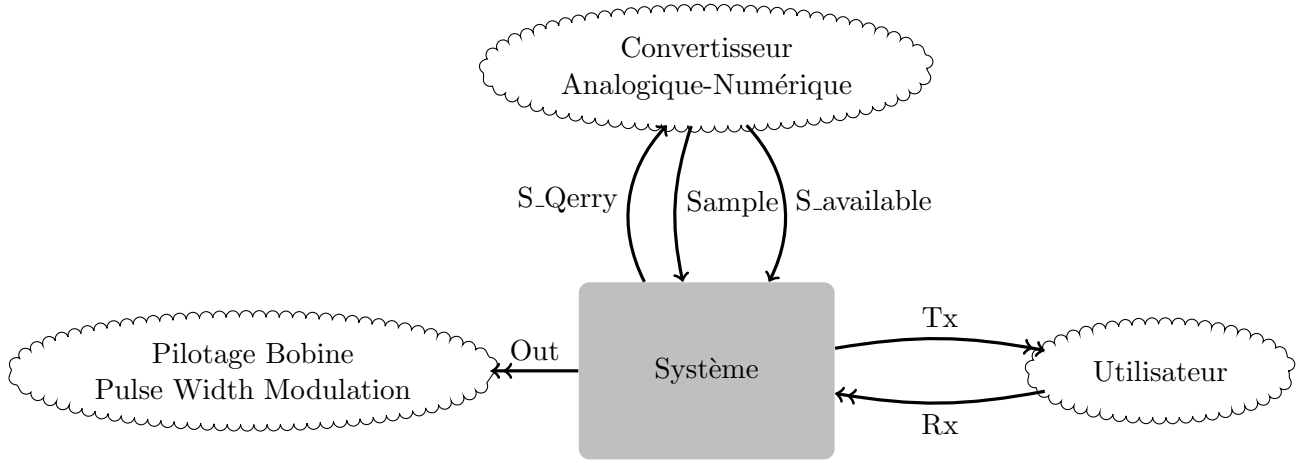 Convertisseur
Analogique-Numérique
S_Qerry
Sample
S_available
Pilotage Bobine
Pulse Width Modulation
Out
Système
Tx
Rx
Utilisateur